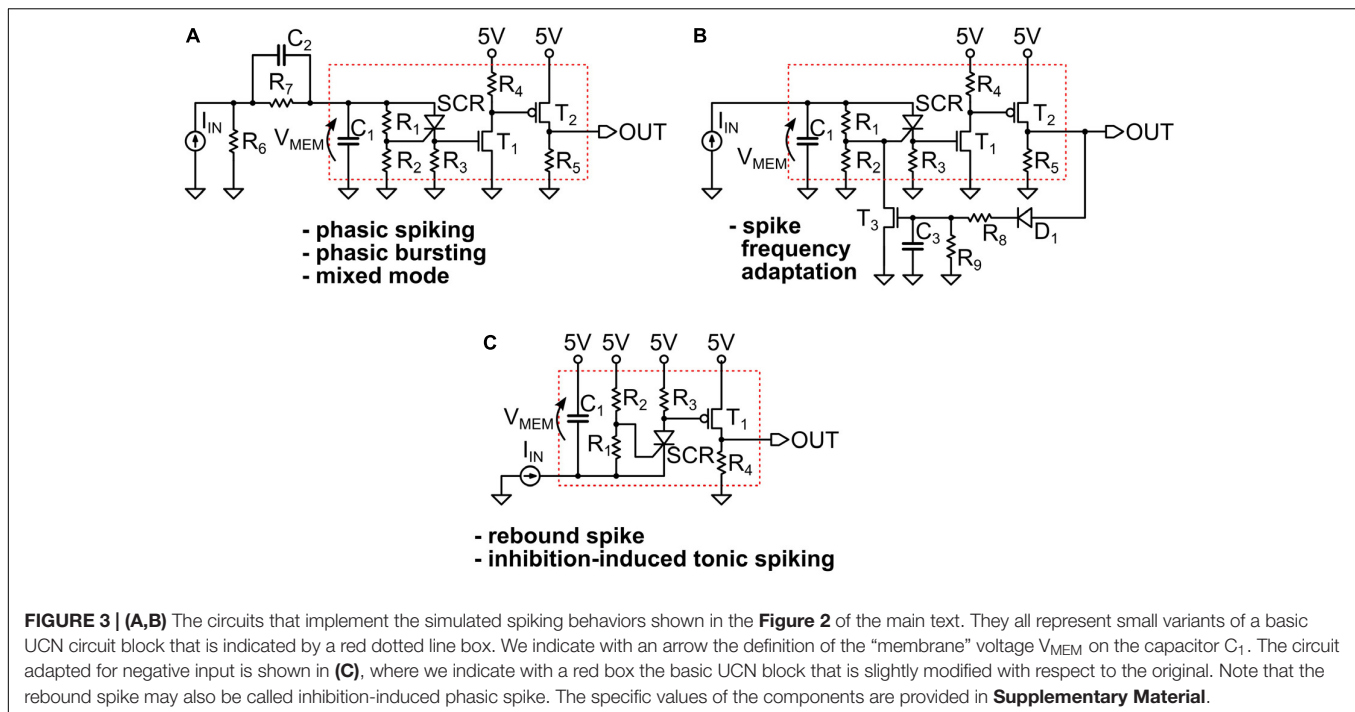 A
C2
R7
IIN
R6
VMEM
C1
R1
R2
SCR
R3
5V
R4
T1
5V
T2
R5
OUT
- phasic spiking
- phasic bursting
- mixed mode
B
IIN
VMEM
C1
R1
R2
SCR
R3
5V
R4
T1
5V
T2
R5
OUT
T3
C3
R9
R8
D1
- spike
frequency
adaptation
C
5V
5V
5V
5V
VMEM
C1
R2
R1
R3
SCR
T1
R4
OUT
IIN
- rebound spike
- inhibition-induced tonic spiking
FIGURE 3 | (A,B) The circuits that implement the simulated spiking behaviors shown in the Figure 2 of the main text. They all represent small variants of a basic
UCN circuit block that is indicated by a red dotted line box. We indicate with an arrow the definition of the “membrane” voltage VMEM on the capacitor C1. The circuit
adapted for negative input is shown in (C), where we indicate with a red box the basic UCN block that is slightly modified with respect to the original. Note that the
rebound spike may also be called inhibition-induced phasic spike. The specific values of the components are provided in Supplementary Material.